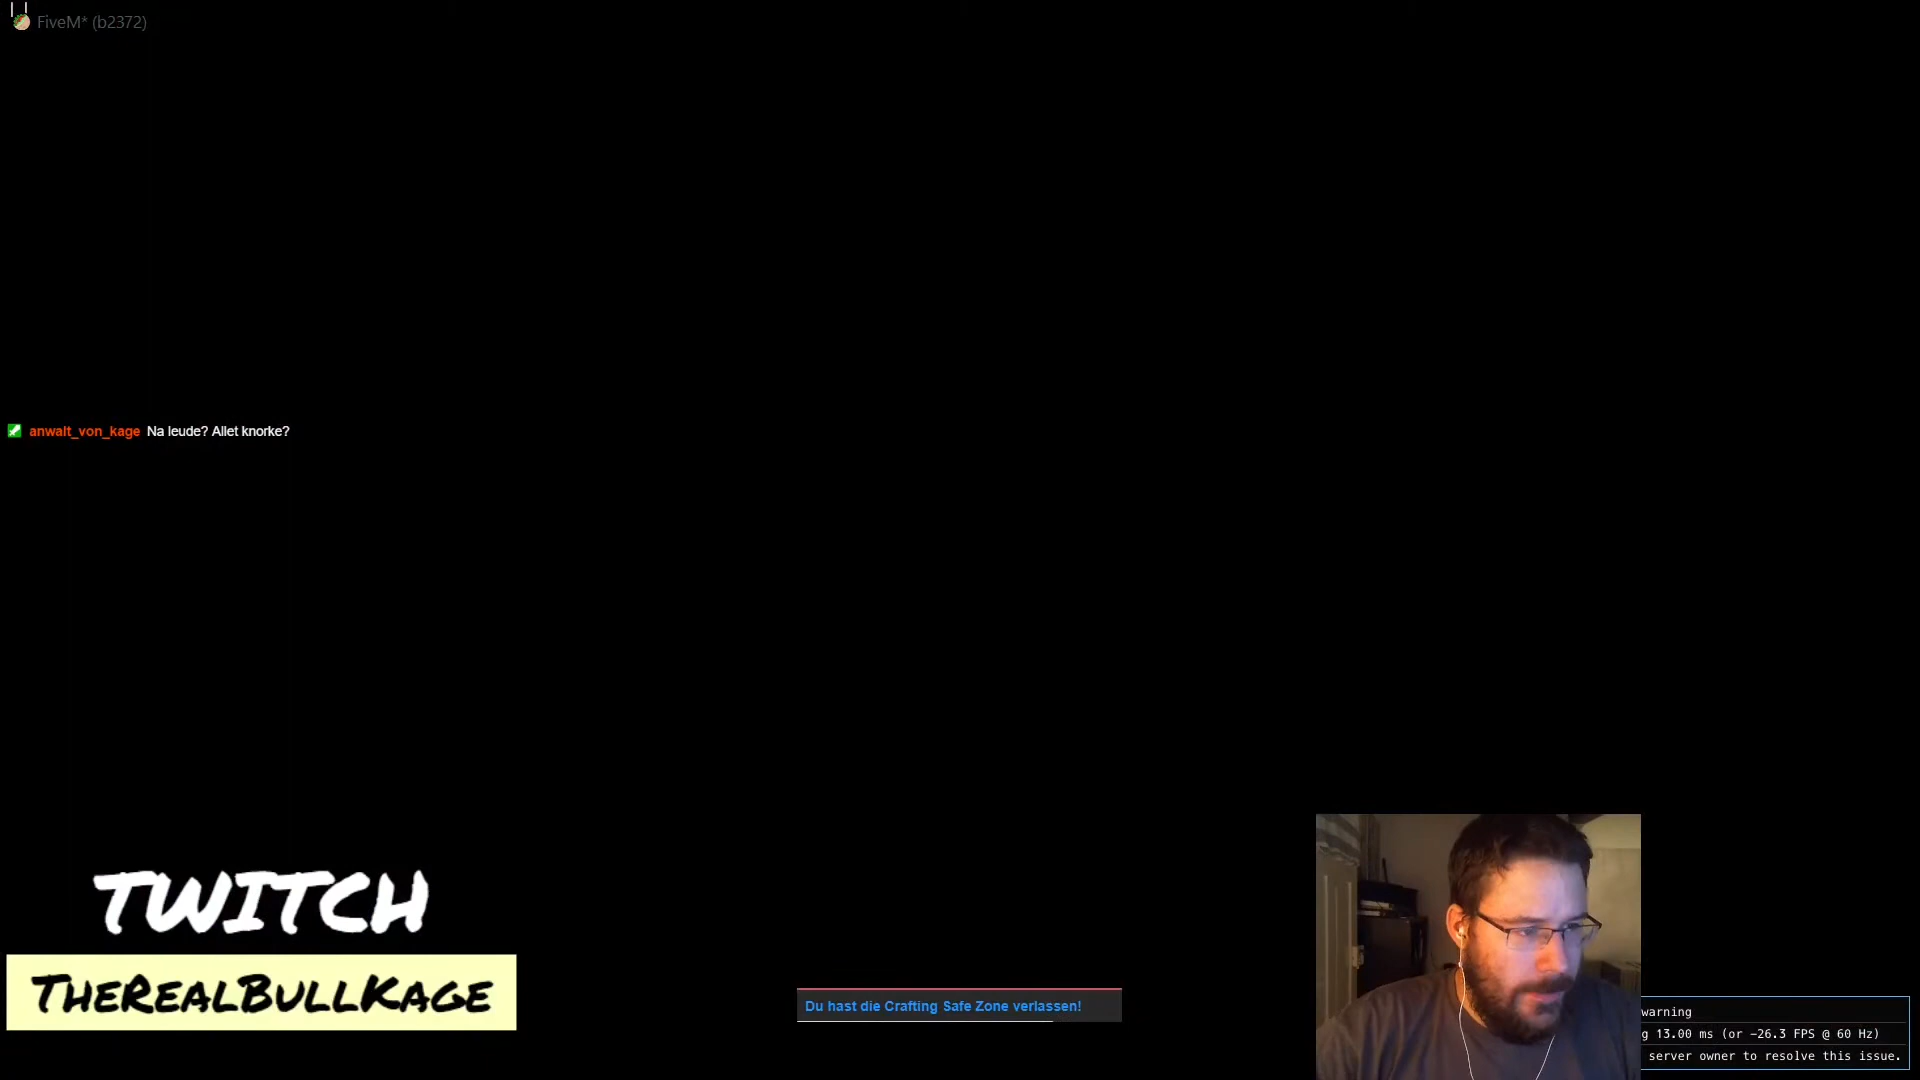 FiveM* (b2372)
anwalt_von_kage Na leude? Allet knorke?
TWITCH
THEREALBULLKAGE
Du hast die Crafting Safe Zone verlassen!
warning
13.00 ms (or -26.3 FPS @ 60 Hz)
server owner to resolve this issue.